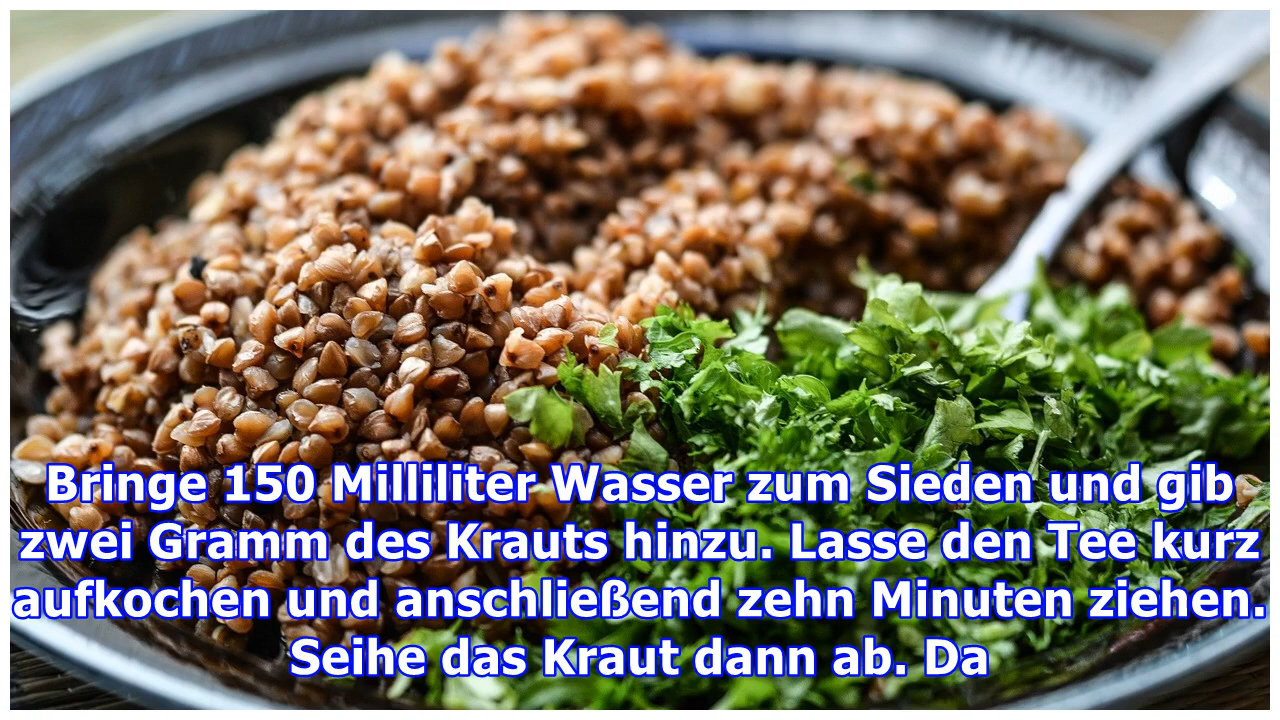 Bringe 150 Milliliter Wasser zum Sieden und gib
zwei Gramm des Krauts hinzu. Lasse den Tee kurz
aufkochen und anschließend zehn Minuten ziehen.
Seihe das Kraut dann ab. Da